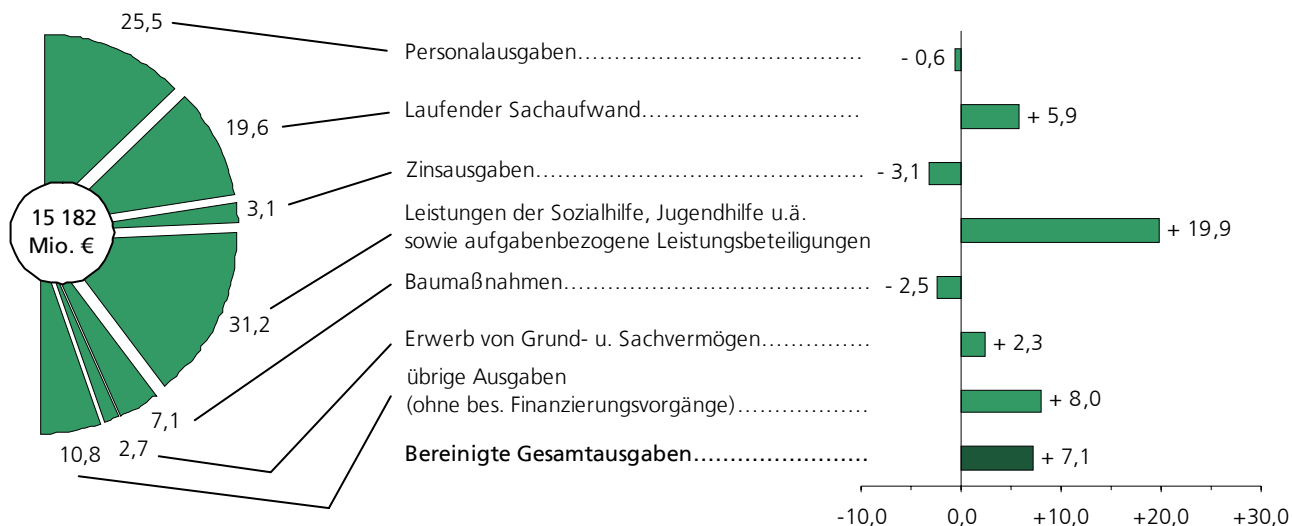 25,5
Personalausgaben........................................ - 0,6
Laufender Sachaufwand.............................. + 5,9
19,6
Zinsausgaben.............................................. - 3,1
3,1
15 182
Mio. €
Leistungen der Sozialhilfe, Jugendhilfe u.ä.
sowie aufgabenbezogene Leistungsbeteiligungen + 19,9
Baumaßnahmen........................................... - 2,5
31,2
Erwerb von Grund- u. Sachvermögen............... + 2,3
übrige Ausgaben
(ohne bes. Finanzierungsvorgänge).................. + 8,0
7,1
2,7
10,8
Bereinigte Gesamtausgaben........................ + 7,1
-10,0 0,0 +10,0 +20,0 +30,0